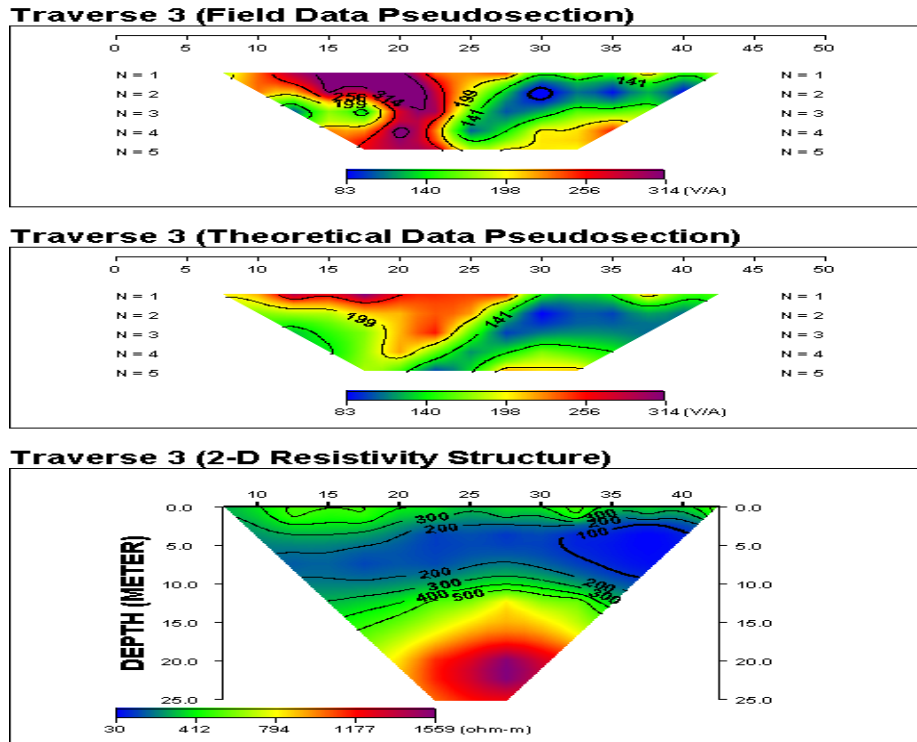 Traverse 3 (Field Data Pseudosection)
0 5 10 15 20 25 30 35 40 45 50
N = 1 N = 1
N = 2 N = 2
N = 3 N = 3
N = 4 N = 4
N = 5 N = 5
256 314 199 199 141 141
83 140 198 256 314 (V/A)
Traverse 3 (Theoretical Data Pseudosection)
0 5 10 15 20 25 30 35 40 45 50
N = 1 N = 1
N = 2 N = 2
N = 3 N = 3
N = 4 N = 4
N = 5 N = 5
199 141
83 140 198 256 314 (V/A)
Traverse 3 (2-D Resistivity Structure)
10 15 20 25 30 35 40
0.0 0.0
300 200 300 200 100
5.0 5.0
DEPTH (METER)
200 200
10.0 10.0
300 400 500 300
15.0 15.0
20.0 20.0
25.0 25.0
30 412 794 1177 1559 (ohm-m)